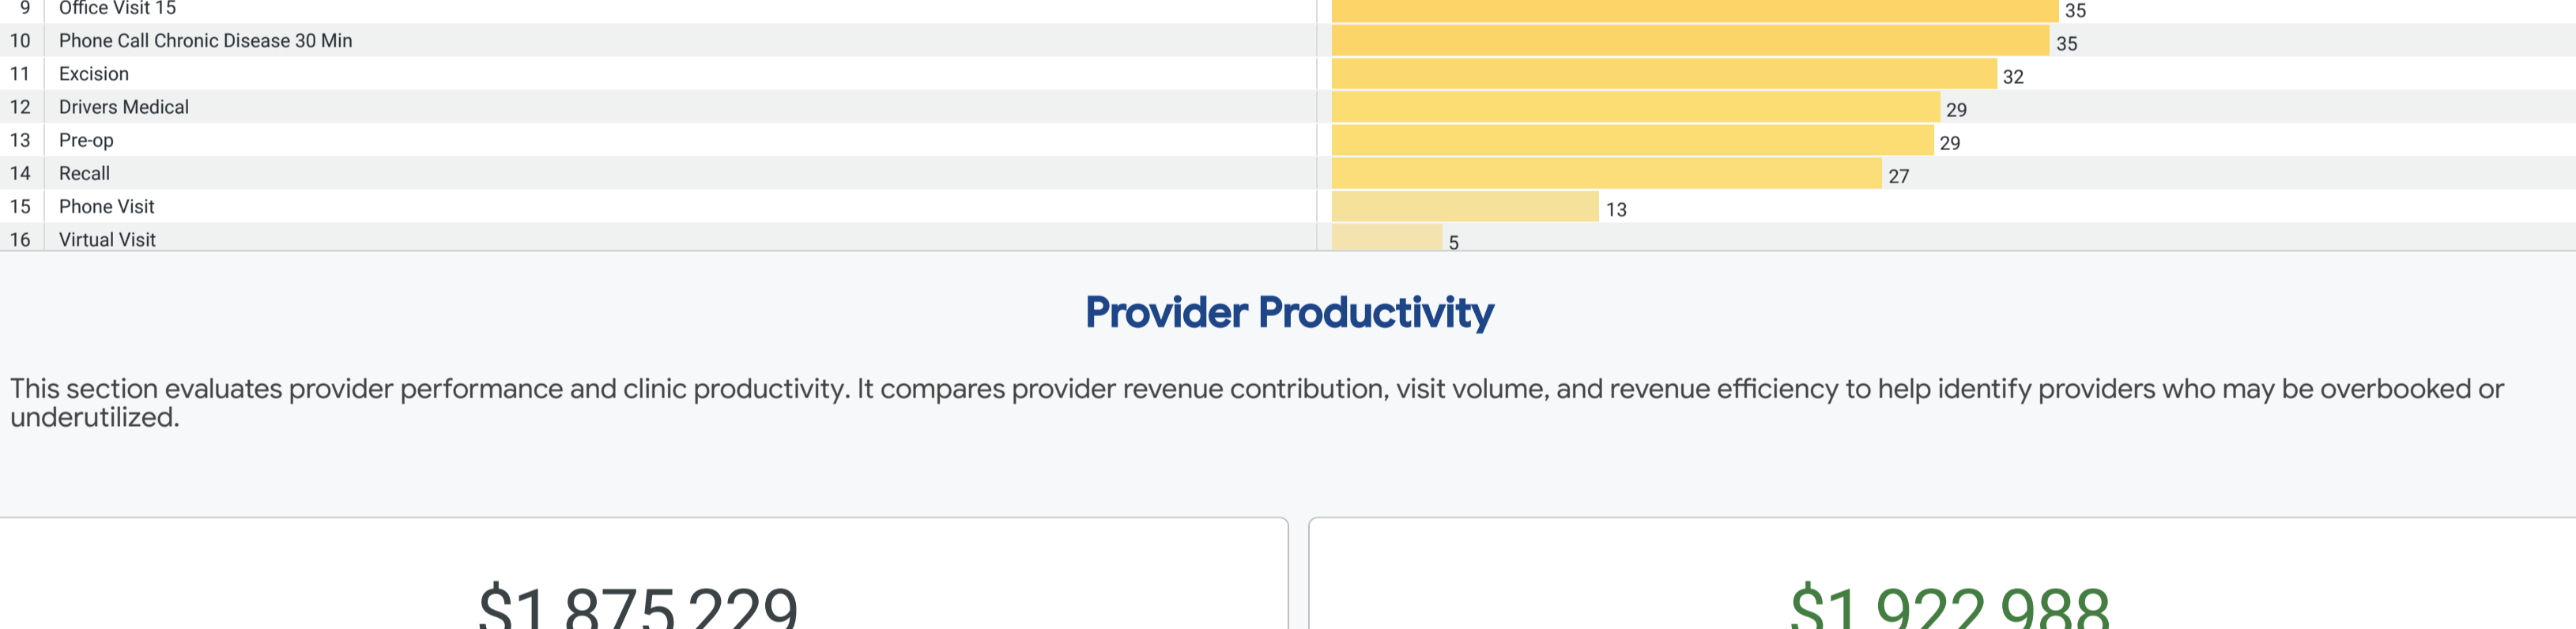 9 Office Visit 15 35
10 Phone Call Chronic Disease 30 Min 35
11 Excision 32
12 Drivers Medical 29
13 Pre-op 29
14 Recall 27
15 Phone Visit 13
16 Virtual Visit 5
Provider Productivity
This section evaluates provider performance and clinic productivity. It compares provider revenue contribution, visit volume, and revenue efficiency to help identify providers who may be overbooked or
underutilized.
$1 875 229 $1 922 988